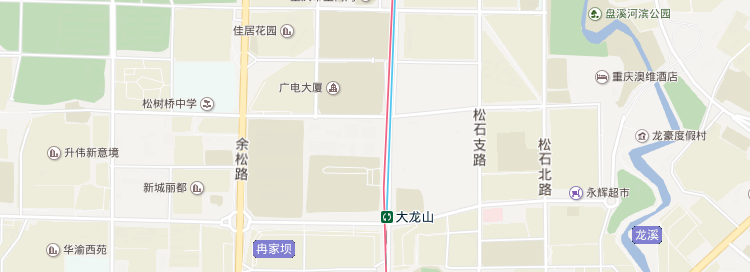 盘溪河滨公园
佳居花园
重庆澳维酒店
广电大厦
松树桥中学
松石支路
龙豪度假村
余松路
松石北路
升伟新意境
新城丽都
永辉超市
大龙山
龙溪
冉家坝
华渝西苑